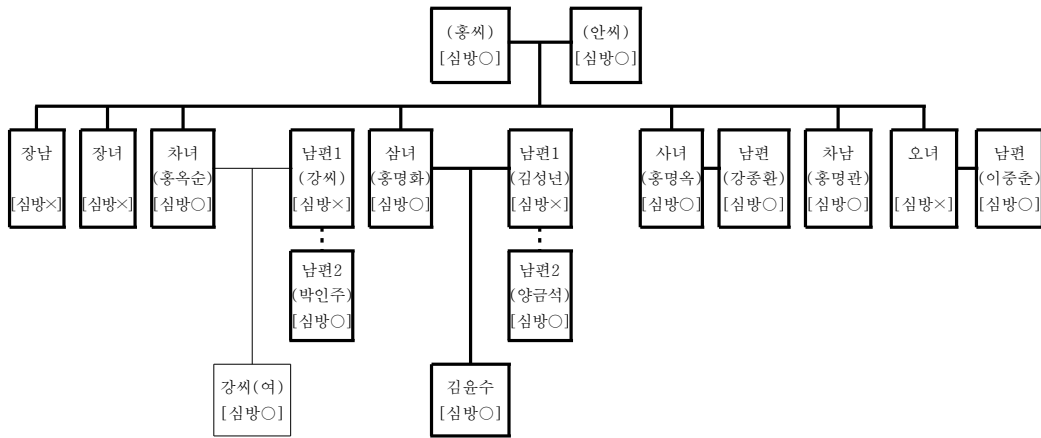 (홍씨)
[심방○]
(안씨)
[심방○]
장남
[심방×]
장녀
[심방×]
차녀
(홍옥순)
[심방○]
남편1
(강씨)
[심방×]
삼녀
(홍명화)
[심방○]
남편1
(김성년)
[심방×]
사녀
(홍명옥)
[심방○]
남편
(강종환)
[심방○]
차남
(홍명관)
[심방○]
오녀
[심방×]
남편
(이중춘)
[심방○]
남편2
(박인주)
[심방○]
남편2
(양금석)
[심방○]
강씨(여)
[심방○]
김윤수
[심방○]